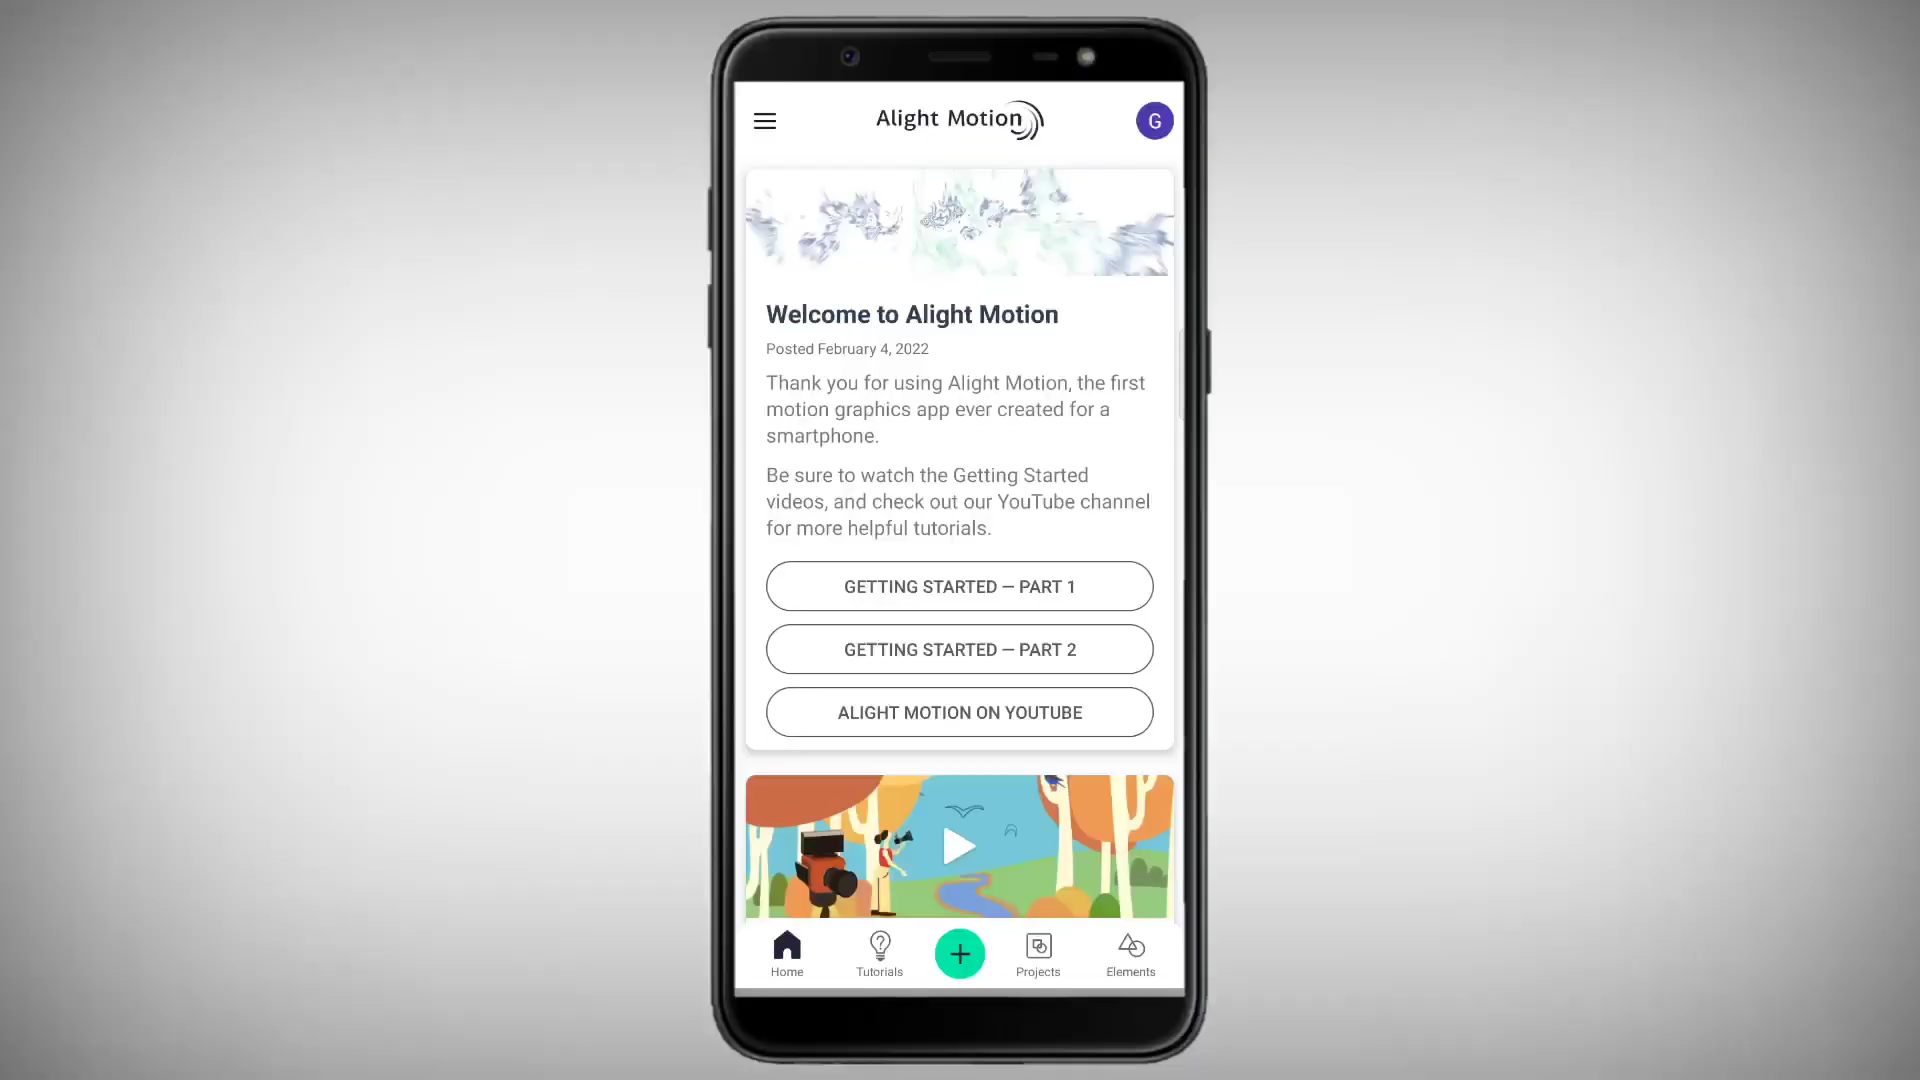 Alight Motion
G
Welcome to Alight Motion
Posted February 4, 2022
Thank you for using Alight Motion, the first
motion graphics app ever created for a
smartphone.
Be sure to watch the Getting Started
videos, and check out our YouTube channel
for more helpful tutorials.
GETTING STARTED — PART 1
GETTING STARTED — PART 2
ALIGHT MOTION ON YOUTUBE
Home
Tutorials
Projects
Elements